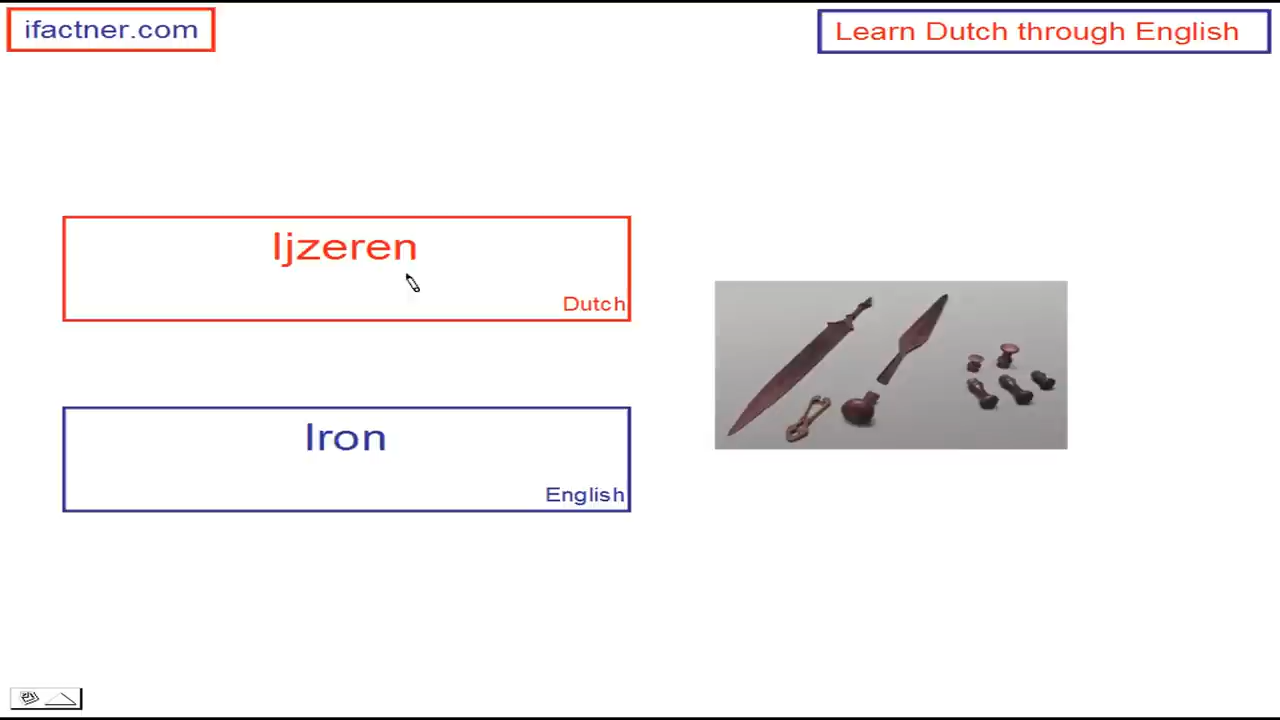 ifactner.com
Learn Dutch through English
Ijzeren
Dutch
Iron
English